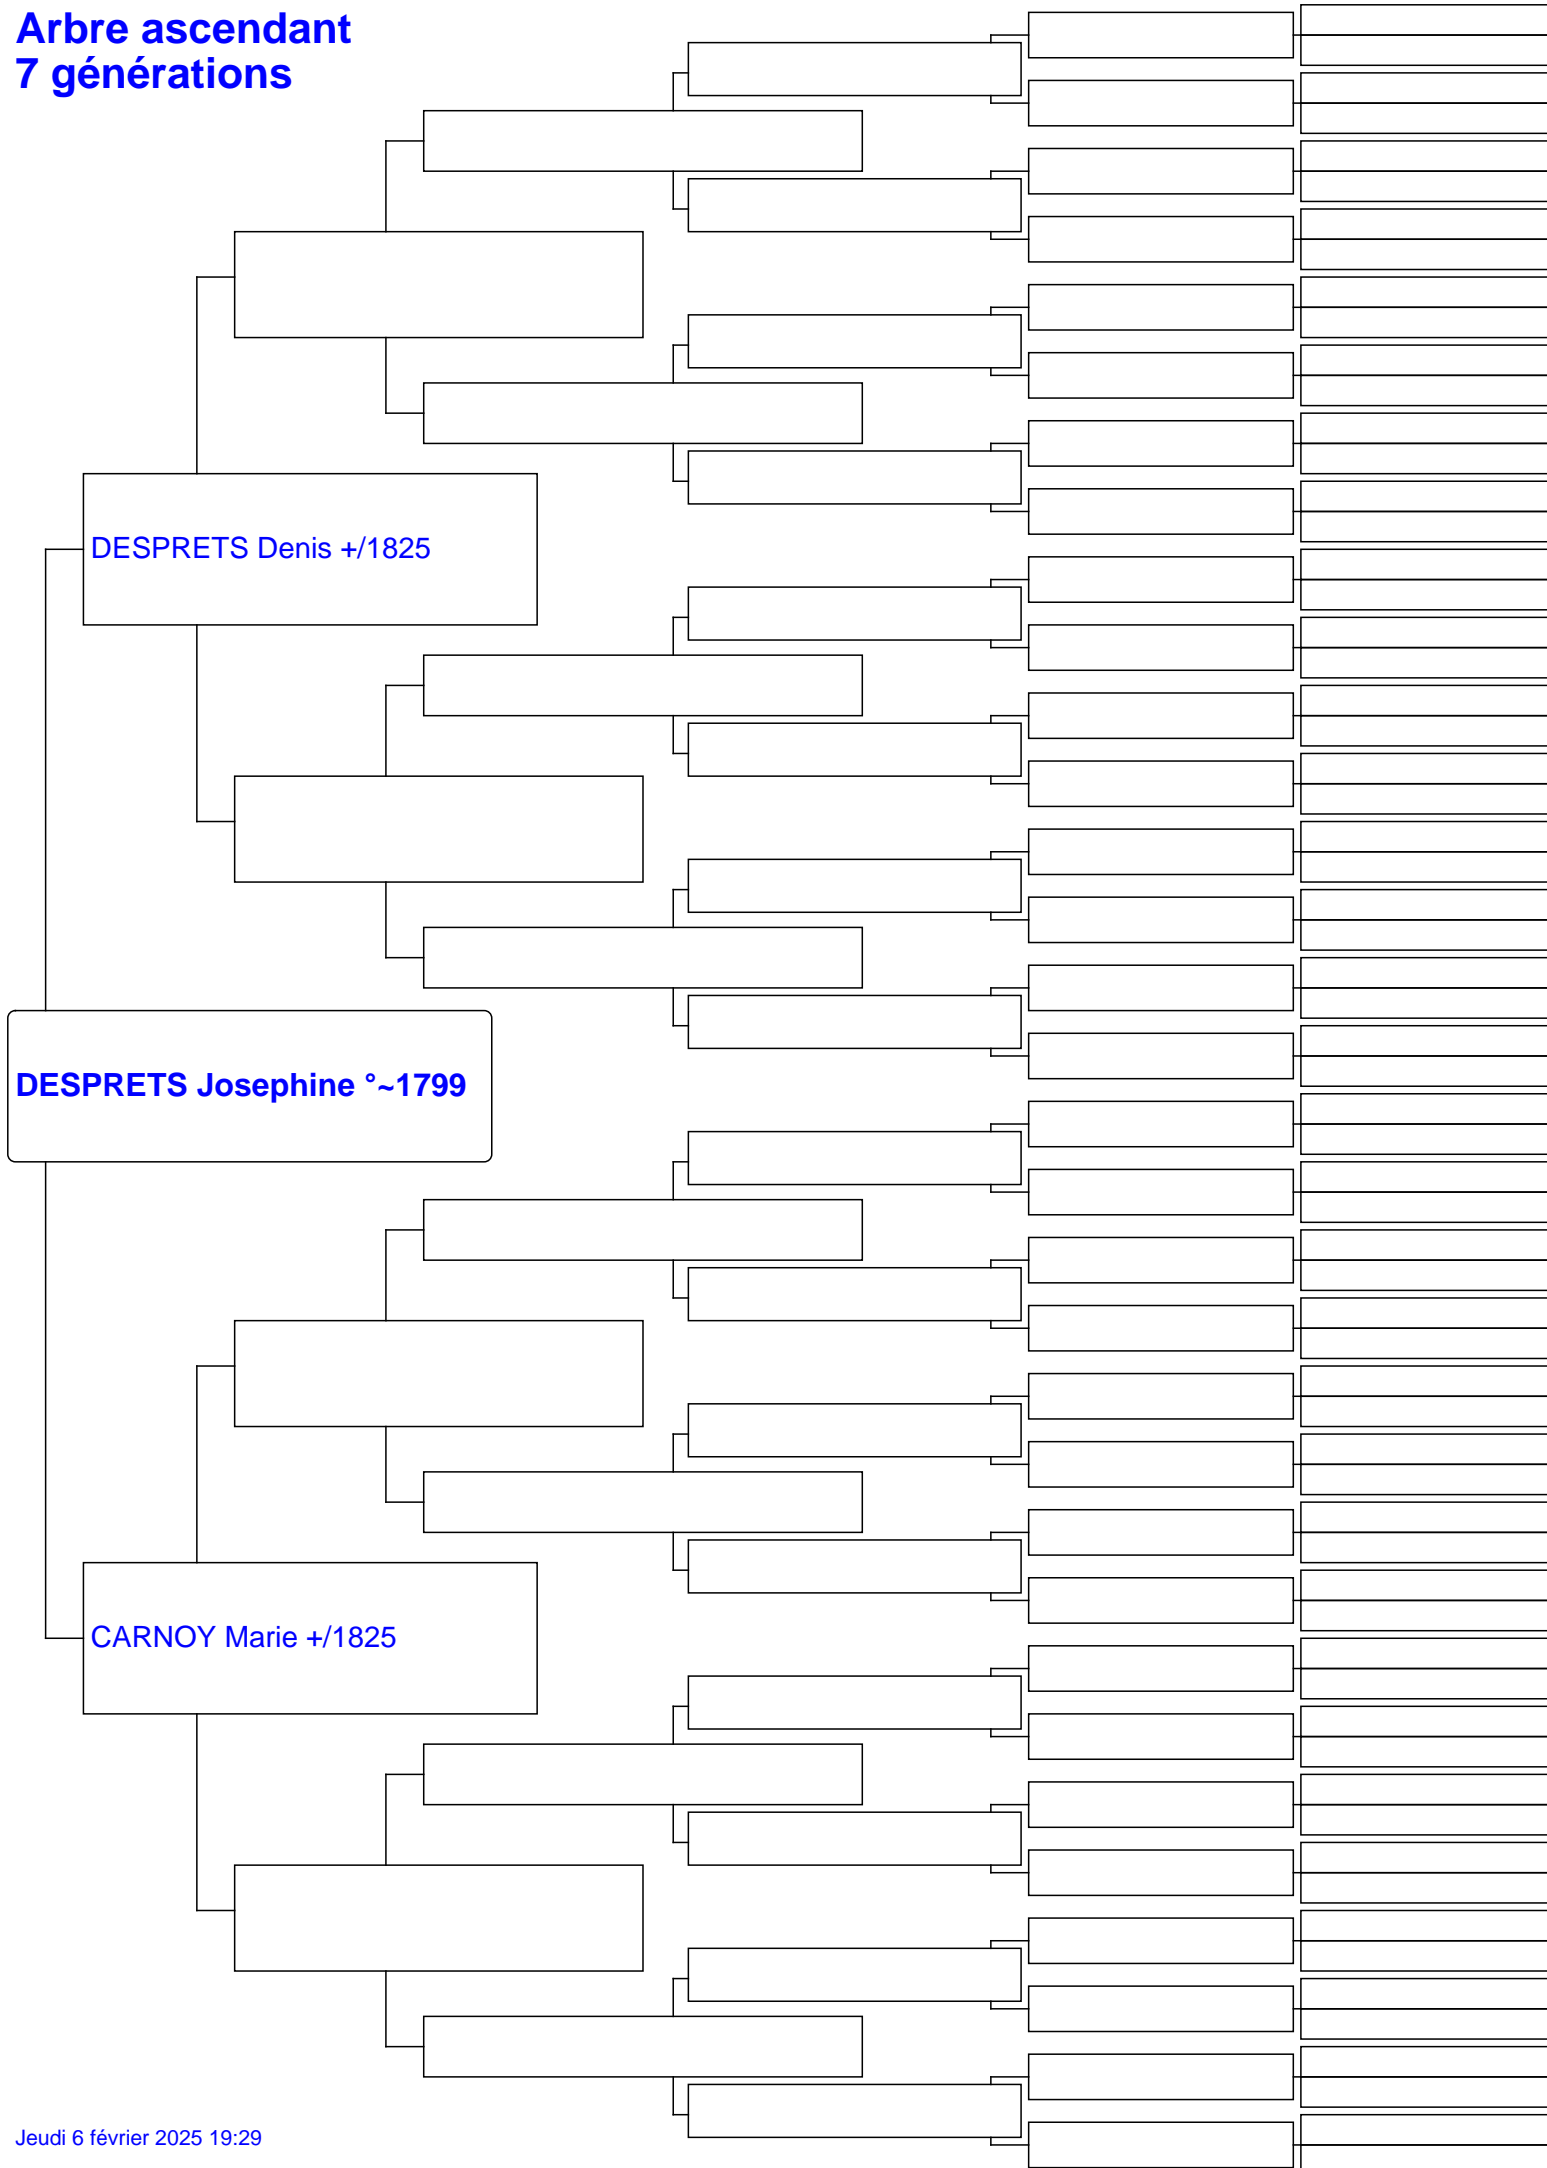 Arbre ascendant
7 générations
DESPRETS Denis +/1825
DESPRETS Josephine °~1799
CARNOY Marie +/1825
Jeudi 6 février 2025 19:29